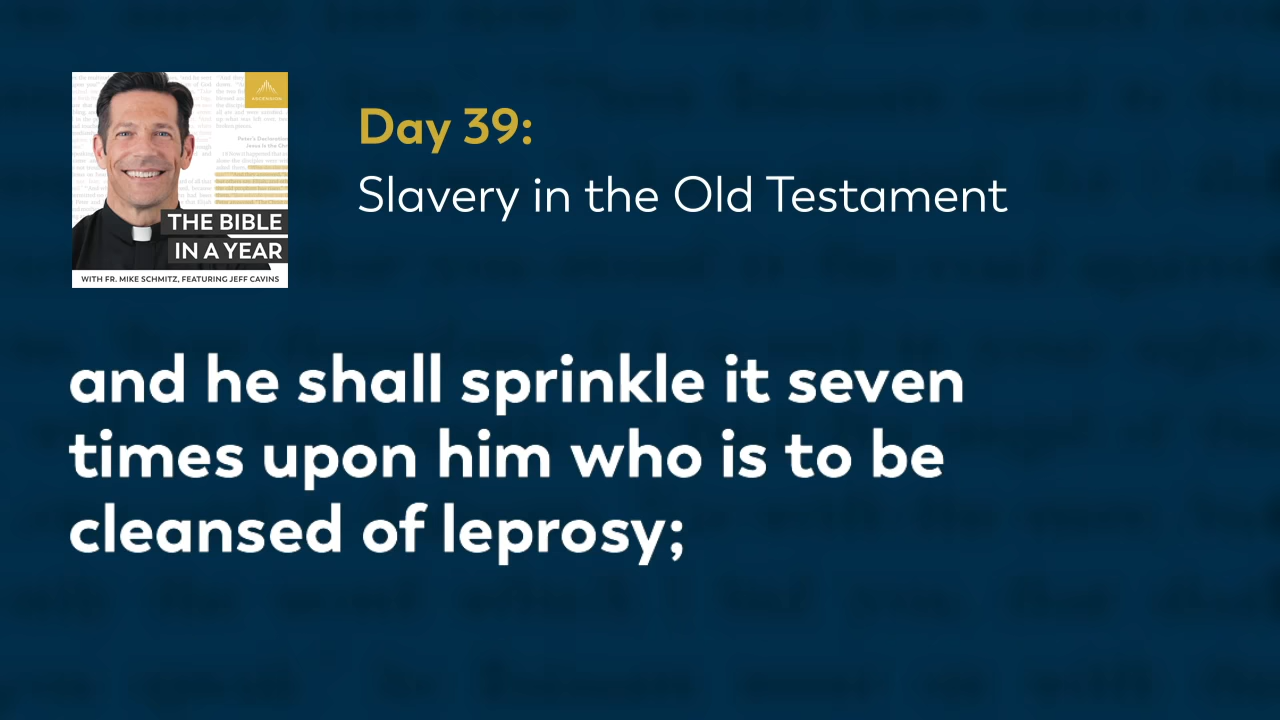 THE BIBLE
IN A YEAR
WITH FR. MIKE SCHMITZ, FEATURING JEFF CAVINS
Day 39:
Slavery in the Old Testament
and he shall sprinkle it seven
times upon him who is to be
cleansed of leprosy;